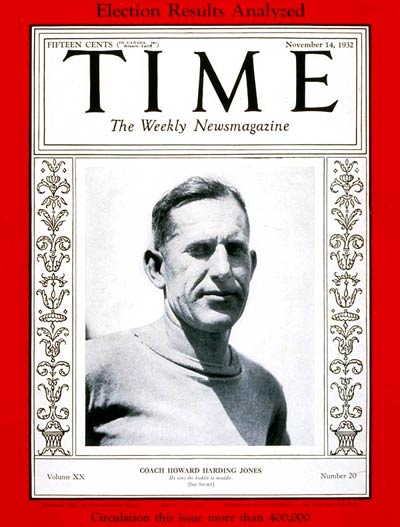 Election Results Analyzed
FIFTEEN CENTS
November 14, 1932
TIME
The Weekly Newsmagazine
COACH HOWARD HARDING JONES
(See Sport)
Volume XX
Number 20
Circulation this issue more than 400,000